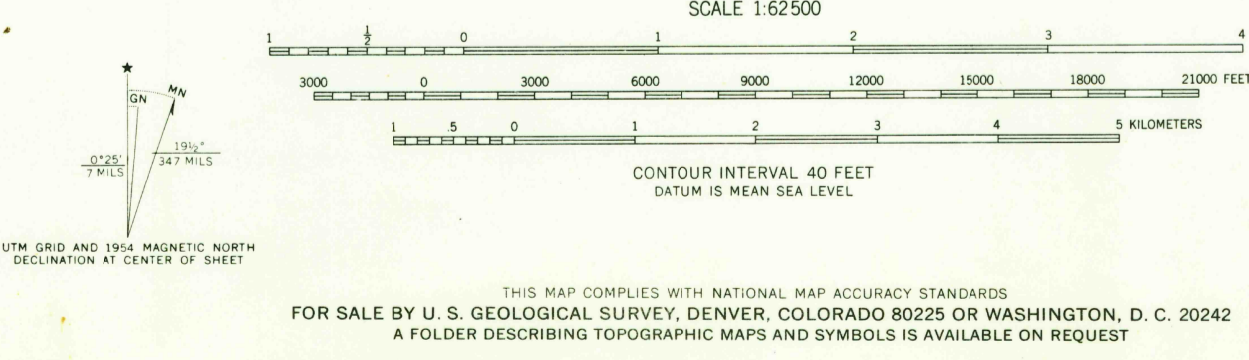 SCALE 1:62500
1 ½ 0 1 2 3 4
3000 0 3000 6000 9000 12000 15000 18000 21000 FEET
1 .5 0 1 2 3 4 5 KILOMETERS
★
GN MN
0°25'
7 MILS
19½°
347 MILS
UTM GRID AND 1954 MAGNETIC NORTH
DECLINATION AT CENTER OF SHEET
CONTOUR INTERVAL 40 FEET
DATUM IS MEAN SEA LEVEL
THIS MAP COMPLIES WITH NATIONAL MAP ACCURACY STANDARDS
FOR SALE BY U. S. GEOLOGICAL SURVEY, DENVER, COLORADO 80225 OR WASHINGTON, D. C. 20242
A FOLDER DESCRIBING TOPOGRAPHIC MAPS AND SYMBOLS IS AVAILABLE ON REQUEST